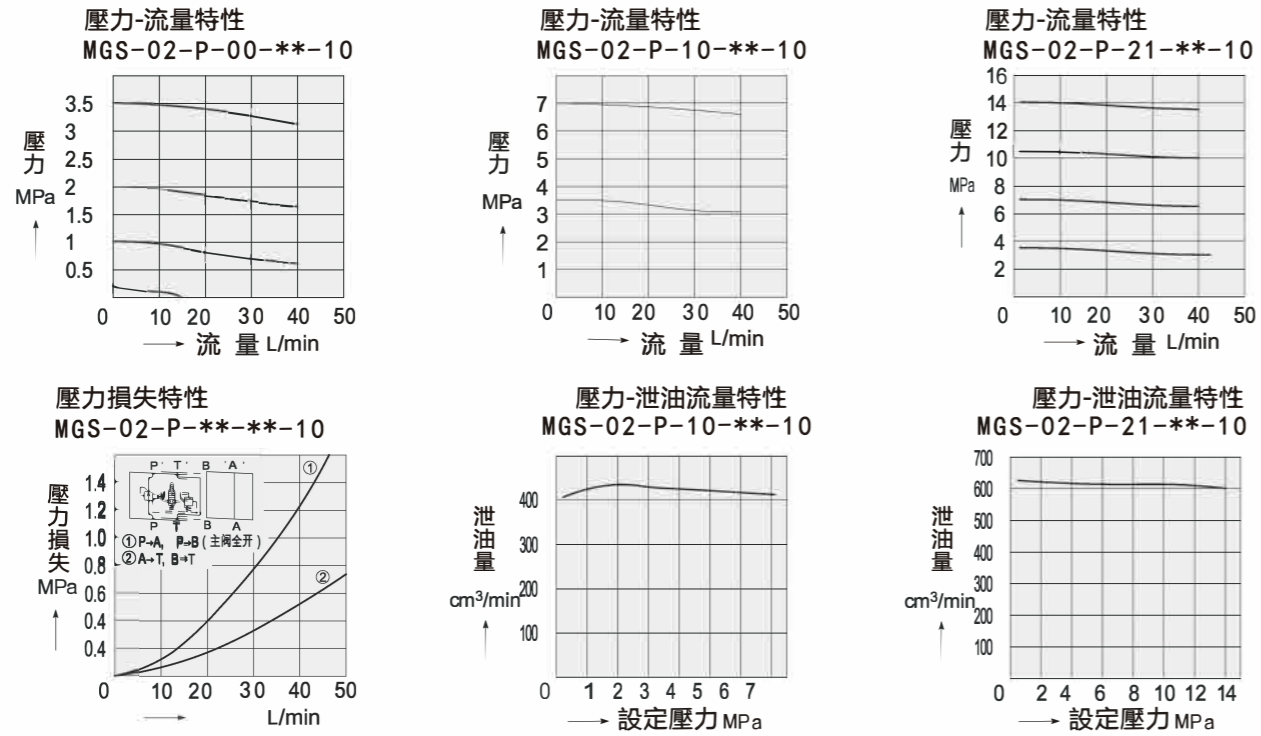 壓力-流量特性
MGS-02-P-00-**-10
3.5
3
2.5
2
1.5
1
0.5
壓力
MPa
0 10 20 30 40 50
流 量 L/min
壓力-流量特性
MGS-02-P-10-**-10
7
6
5
4
3
2
1
壓力
MPa
0 10 20 30 40 50
流 量 L/min
壓力-流量特性
MGS-02-P-21-**-10
16
14
12
10
8
6
4
2
壓力
MPa
0 10 20 30 40 50
流 量 L/min
壓力損失特性
MGS-02-P-**-**-10
1.4
1.2
1.0
0.8
0.6
0.4
0.4
壓力損失
MPa
P T B A
P T B A
①P→A, P→B（主阀全开）
②A→T, B→T
①
②
0 10 20 30 40 50
L/min
壓力-泄油流量特性
MGS-02-P-10-**-10
400
300
200
100
泄油量
cm³/min
0 1 2 3 4 5 6 7
設定壓力 MPa
壓力-泄油流量特性
MGS-02-P-21-**-10
700
600
500
400
300
200
100
泄油量
cm³/min
0 2 4 6 8 10 12 14
設定壓力 MPa